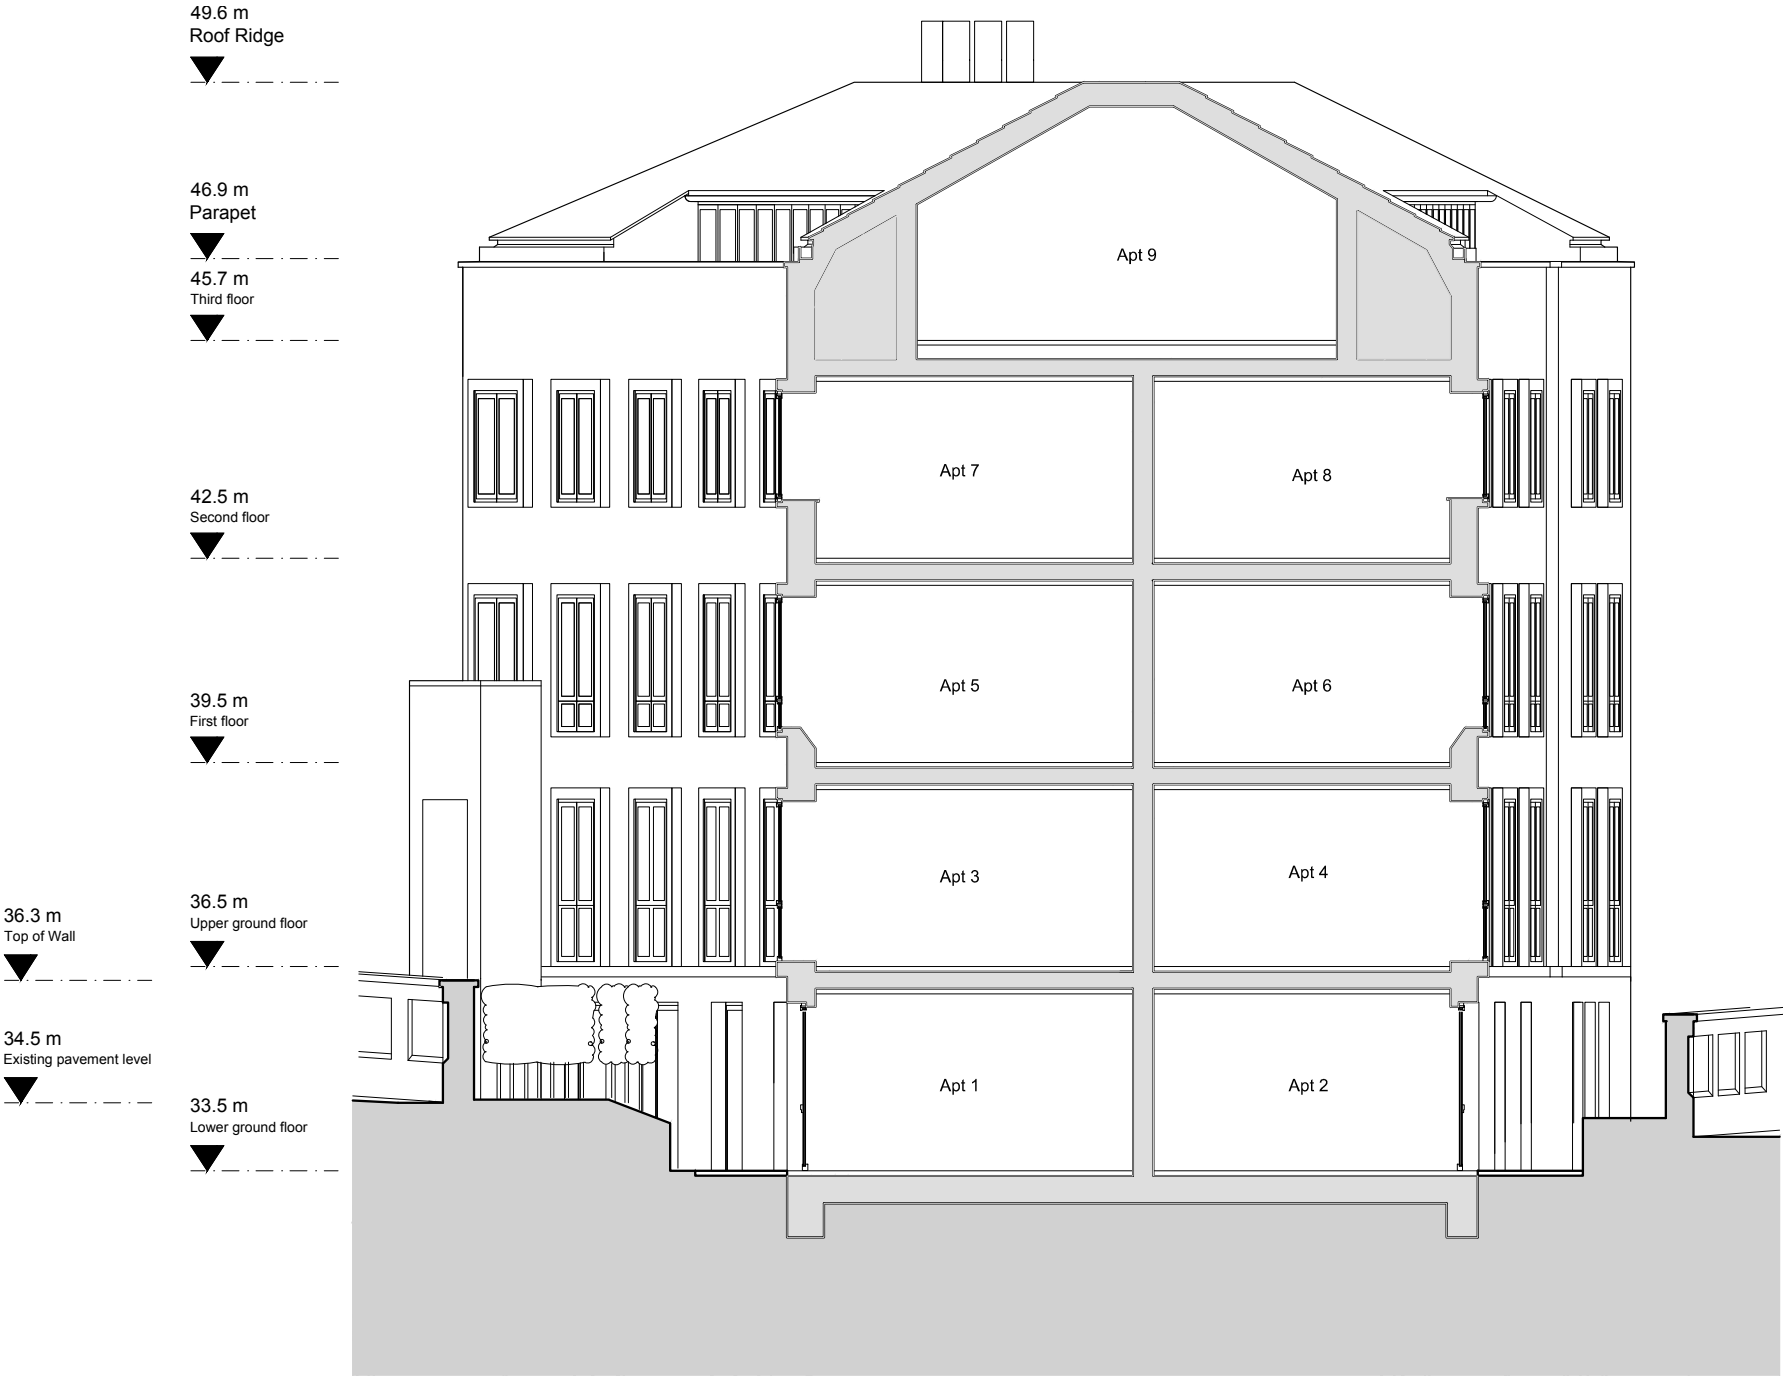 49.6 m
Roof Ridge
46.9 m
Parapet
45.7 m
Third floor
Apt 9
42.5 m
Second floor
Apt 7
Apt 8
39.5 m
First floor
Apt 5
Apt 6
36.5 m
Upper ground floor
Apt 3
Apt 4
36.3 m
Top of Wall
34.5 m
Existing pavement level
33.5 m
Lower ground floor
Apt 1
Apt 2